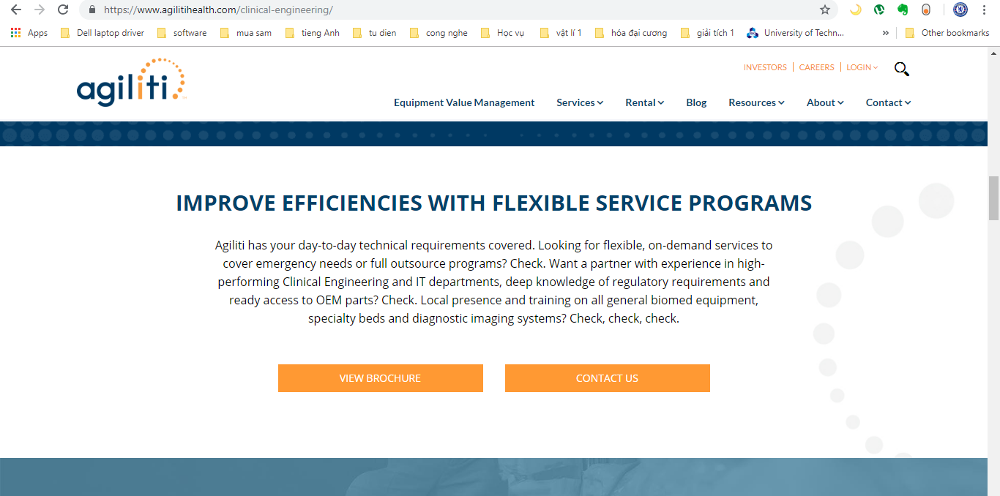 https://www.agilitihealth.com/clinical-engineering/
Apps Dell laptop driver software mua sam tieng Anh tu dien cong nghe Học vụ vật lí 1 hóa đại cương giải tích 1 University of Techn... » Other bookmarks
agiliti
INVESTORS | CAREERS | LOGIN
Equipment Value Management Services Rental Blog Resources About Contact
IMPROVE EFFICIENCIES WITH FLEXIBLE SERVICE PROGRAMS
Agiliti has your day-to-day technical requirements covered. Looking for flexible, on-demand services to
cover emergency needs or full outsource programs? Check. Want a partner with experience in high-
performing Clinical Engineering and IT departments, deep knowledge of regulatory requirements and
ready access to OEM parts? Check. Local presence and training on all general biomed equipment,
specialty beds and diagnostic imaging systems? Check, check, check.
VIEW BROCHURE CONTACT US